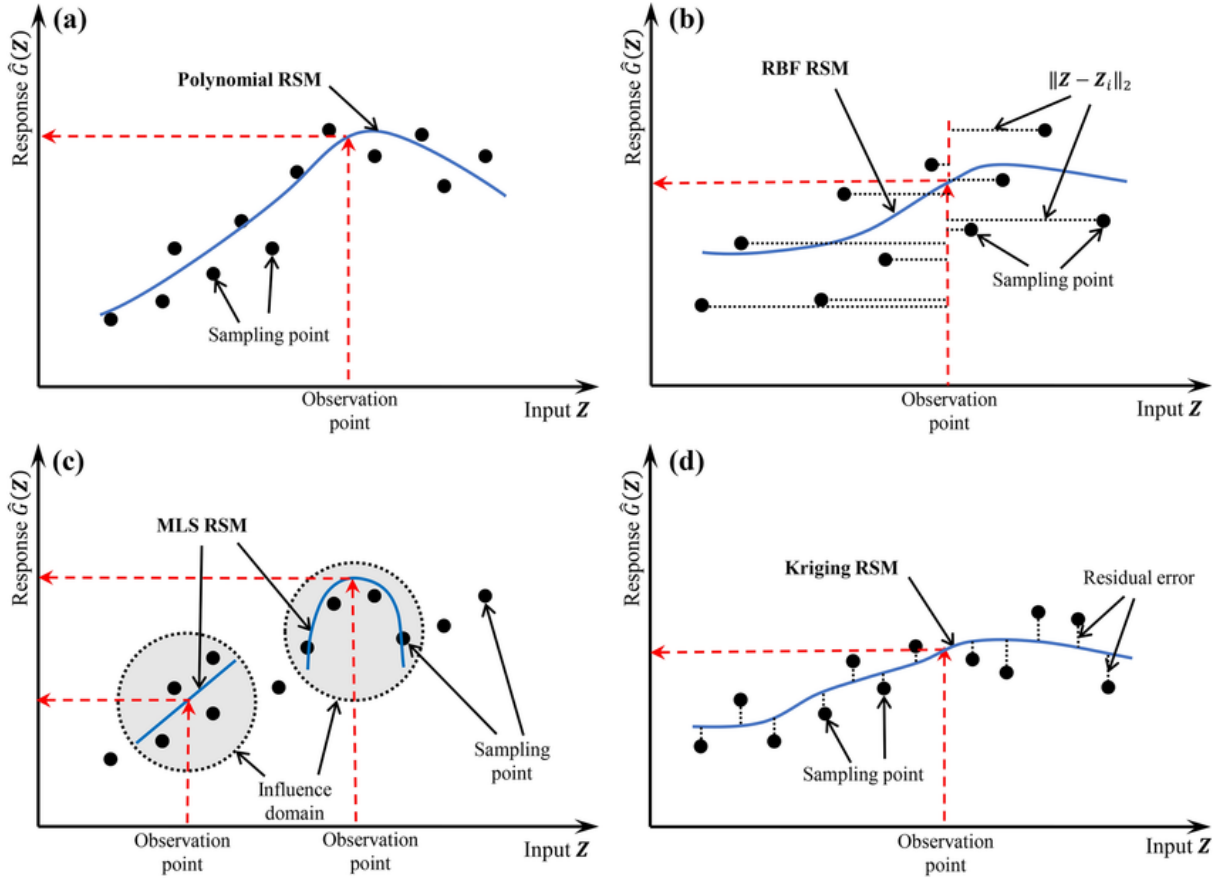 (a)
Response Ĝ(Z)
Polynomial RSM
Sampling point
Observation
point
Input Z
(b)
Response Ĝ(Z)
RBF RSM
‖Z − Zᵢ‖₂
Sampling point
Observation
point
Input Z
(c)
Response Ĝ(Z)
MLS RSM
Sampling
point
Influence
domain
Observation
point
Observation
point
Input Z
(d)
Response Ĝ(Z)
Kriging RSM
Residual error
Sampling point
Observation
point
Input Z